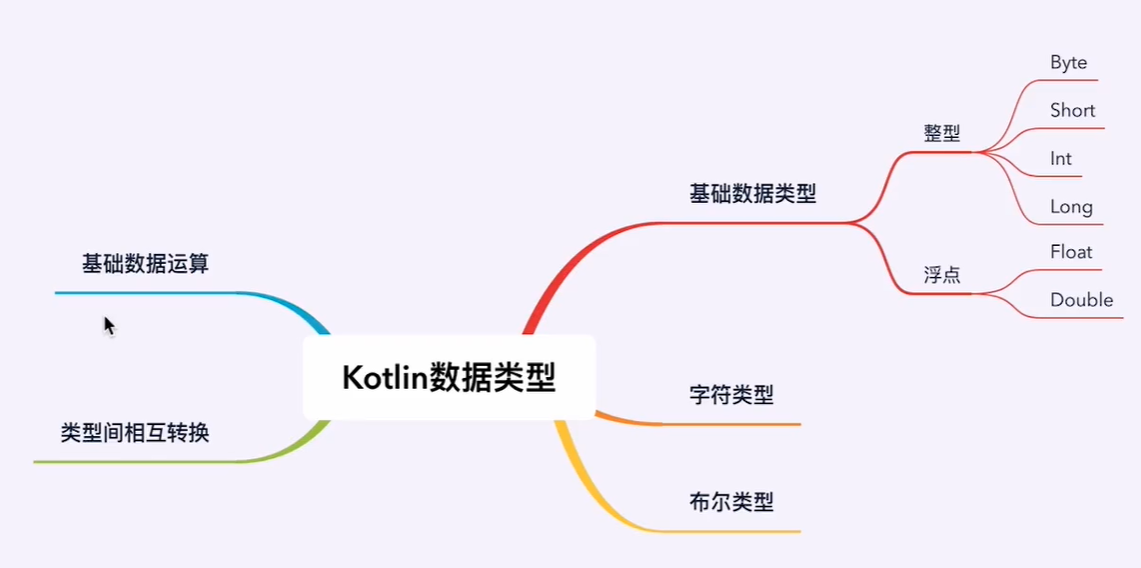 Kotlin数据类型
基础数据类型
整型
Byte
Short
Int
Long
浮点
Float
Double
字符类型
布尔类型
基础数据运算
类型间相互转换